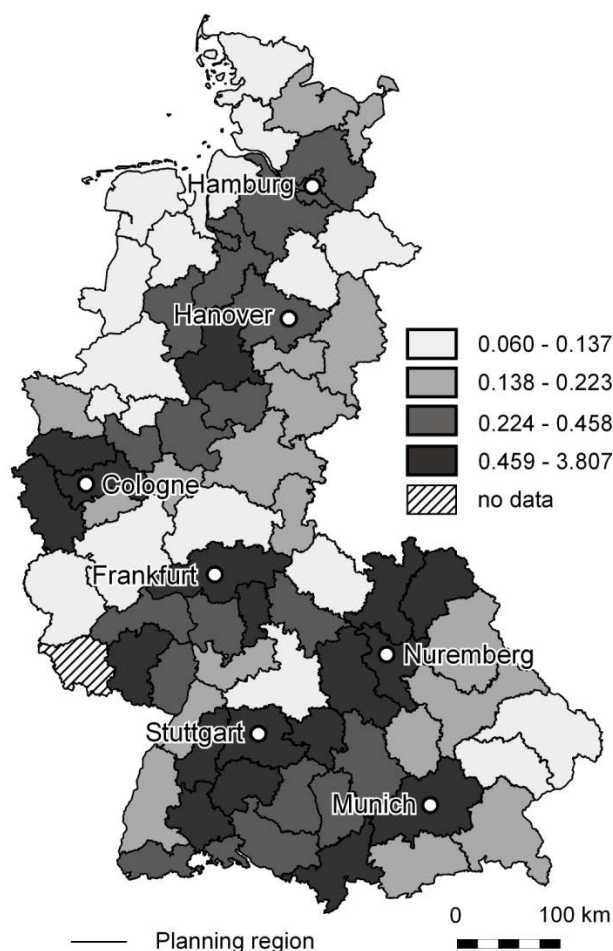 Hamburg
Hanover
0.060 - 0.137
0.138 - 0.223
0.224 - 0.458
0.459 - 3.807
no data
Cologne
Frankfurt
Nuremberg
Stuttgart
Munich
0 100 km
Planning region